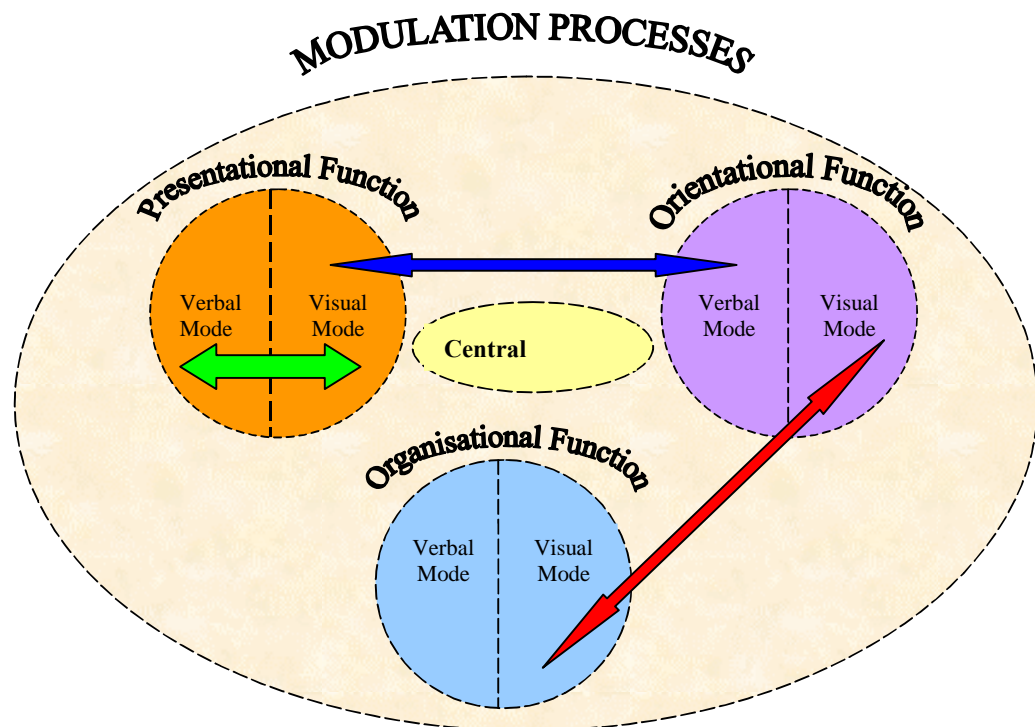 MODULATION PROCESSES
Presentational Function
Orientational Function
Verbal
Mode
Visual
Mode
Verbal
Mode
Visual
Mode
Central
Organisational Function
Verbal
Mode
Visual
Mode